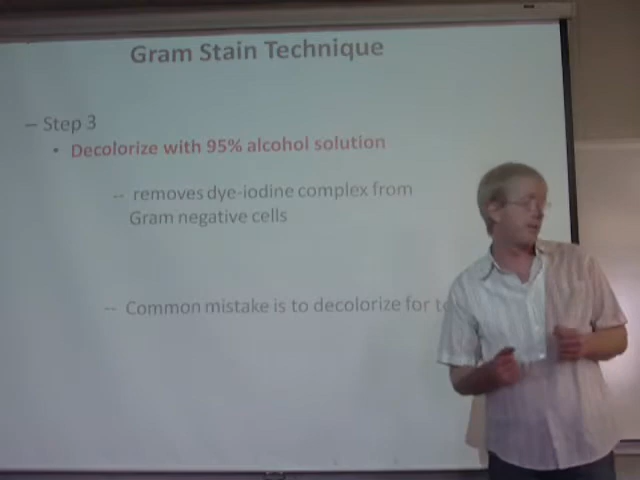 Gram Stain Technique
– Step 3
• Decolorize with 95% alcohol solution
-- removes dye-iodine complex from
Gram negative cells
-- Common mistake is to decolorize for